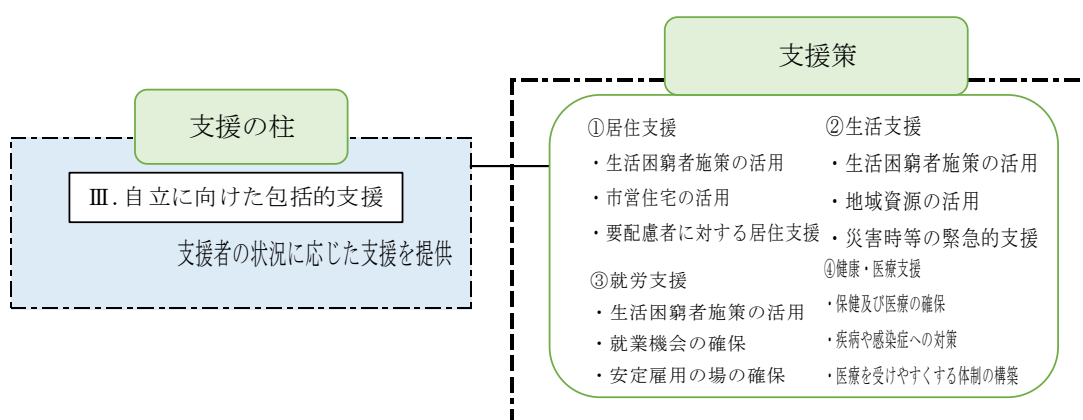 支援の柱
Ⅲ.自立に向けた包括的支援
支援者の状況に応じた支援を提供
支援策
①居住支援
・生活困窮者施策の活用
・市営住宅の活用
・要配慮者に対する居住支援
②生活支援
・生活困窮者施策の活用
・地域資源の活用
・災害時等の緊急的支援
③就労支援
・生活困窮者施策の活用
・就業機会の確保
・安定雇用の場の確保
④健康・医療支援
・保健及び医療の確保
・疾病や感染症への対策
・医療を受けやすくする体制の構築